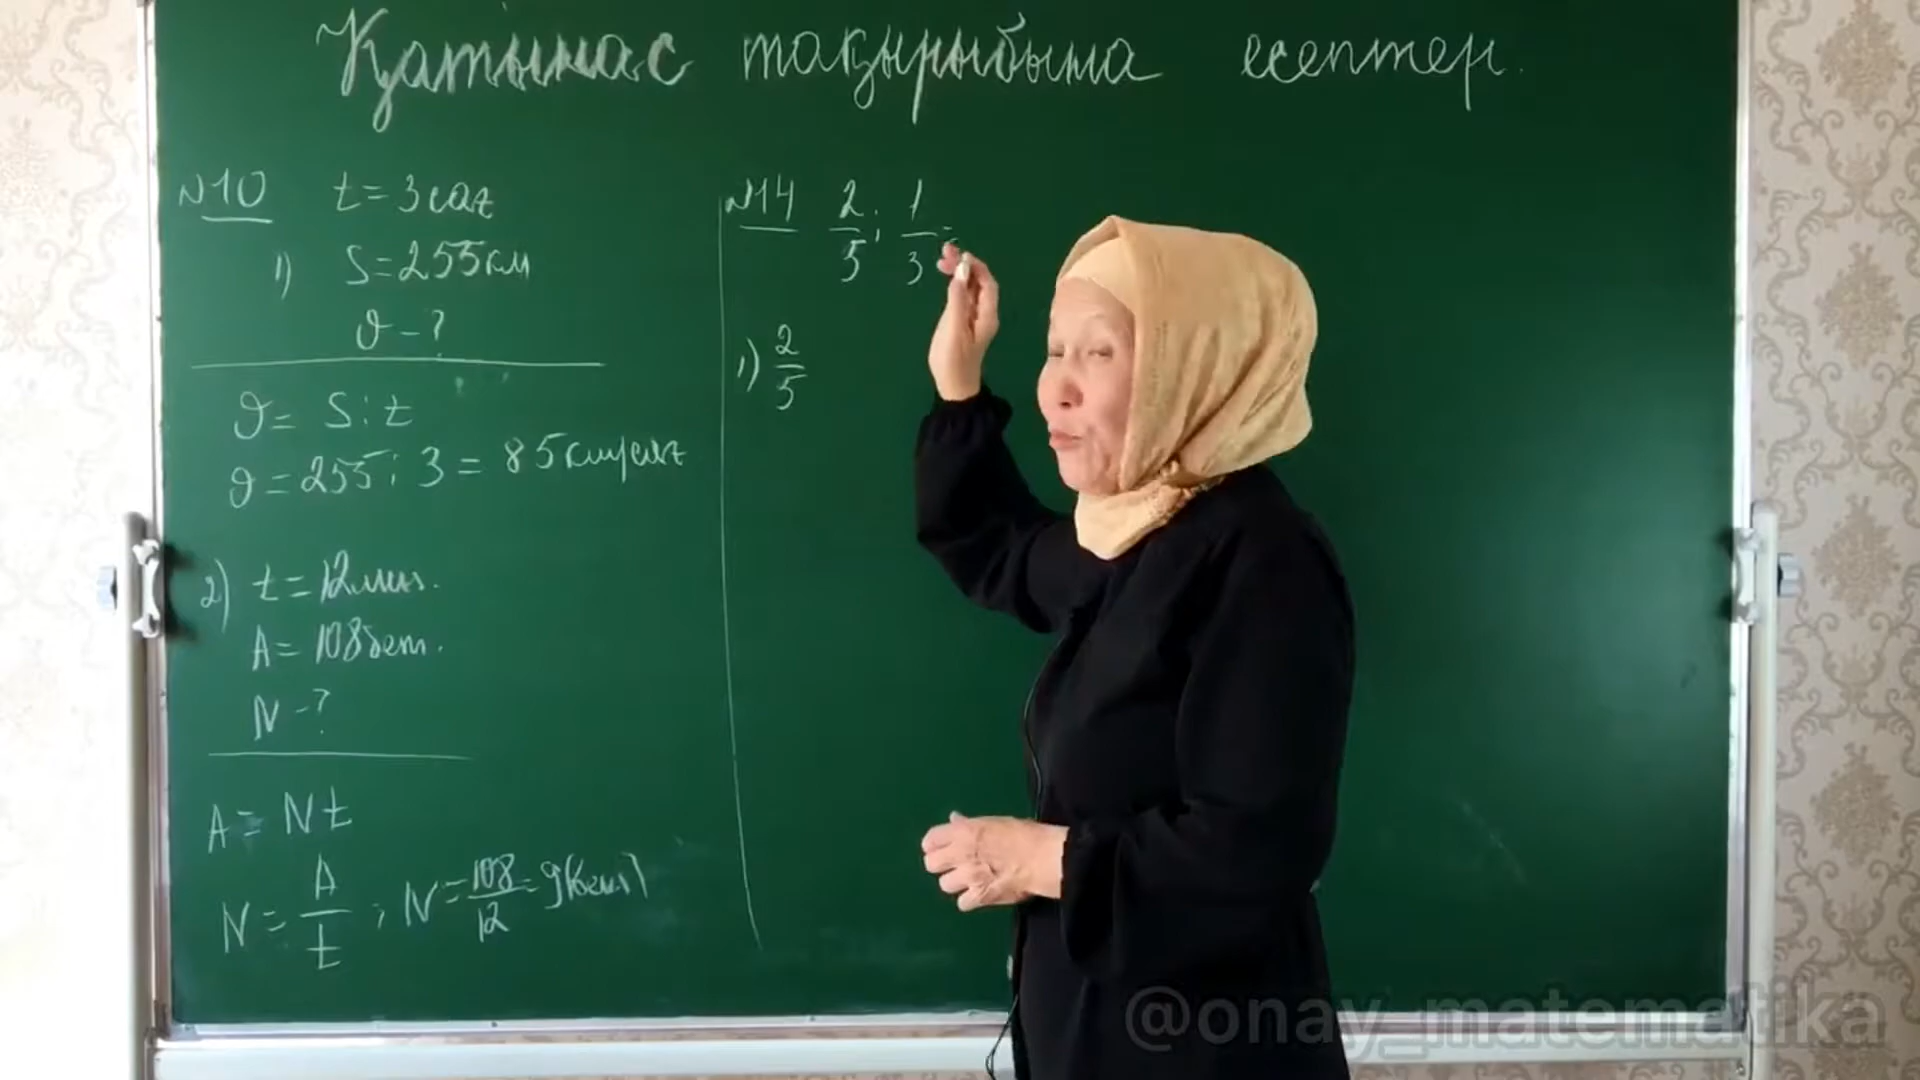 Қатынас тақырыбына есептер.
№10 t = 3 сағ
1) S = 255 км
ϑ - ?
ϑ = S : t
ϑ = 255 : 3 = 85 км/сағ
2) t = 12 мин.
A = 108 бет.
N - ?
A = Nt
N = A/t ; N = 108/12 = 9 (бет)
№14 2/5 : 1/3 =
1) 2/5
@onay_matematika